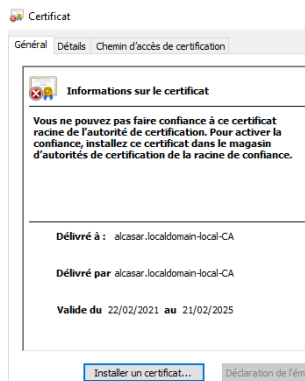 Certificat
Général Détails Chemin d'accès de certification
Informations sur le certificat
Vous ne pouvez pas faire confiance à ce certificat
racine de l'autorité de certification. Pour activer la
confiance, installez ce certificat dans le magasin
d'autorités de certification de la racine de confiance.
Délivré à : alcasar.localdomain-local-CA
Délivré par alcasar.localdomain-local-CA
Valide du 22/02/2021 au 21/02/2025
Installer un certificat... Déclaration de l'ém